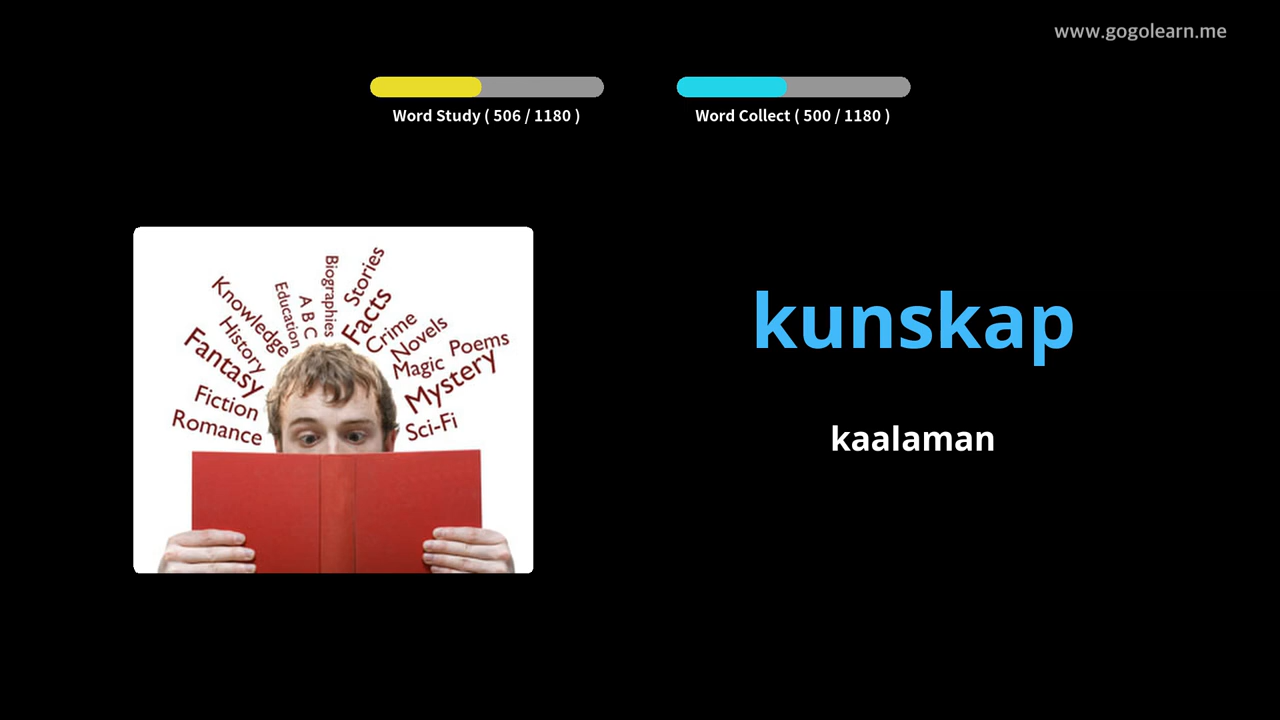 www.gogolearn.me
Word Study ( 506 / 1180 )
Word Collect ( 500 / 1180 )
Knowledge
Education
A B C
Biographies
Stories
Facts
Crime
Novels
Poems
Magic
Mystery
Sci-Fi
History
Fantasy
Fiction
Romance
kunskap
kaalaman